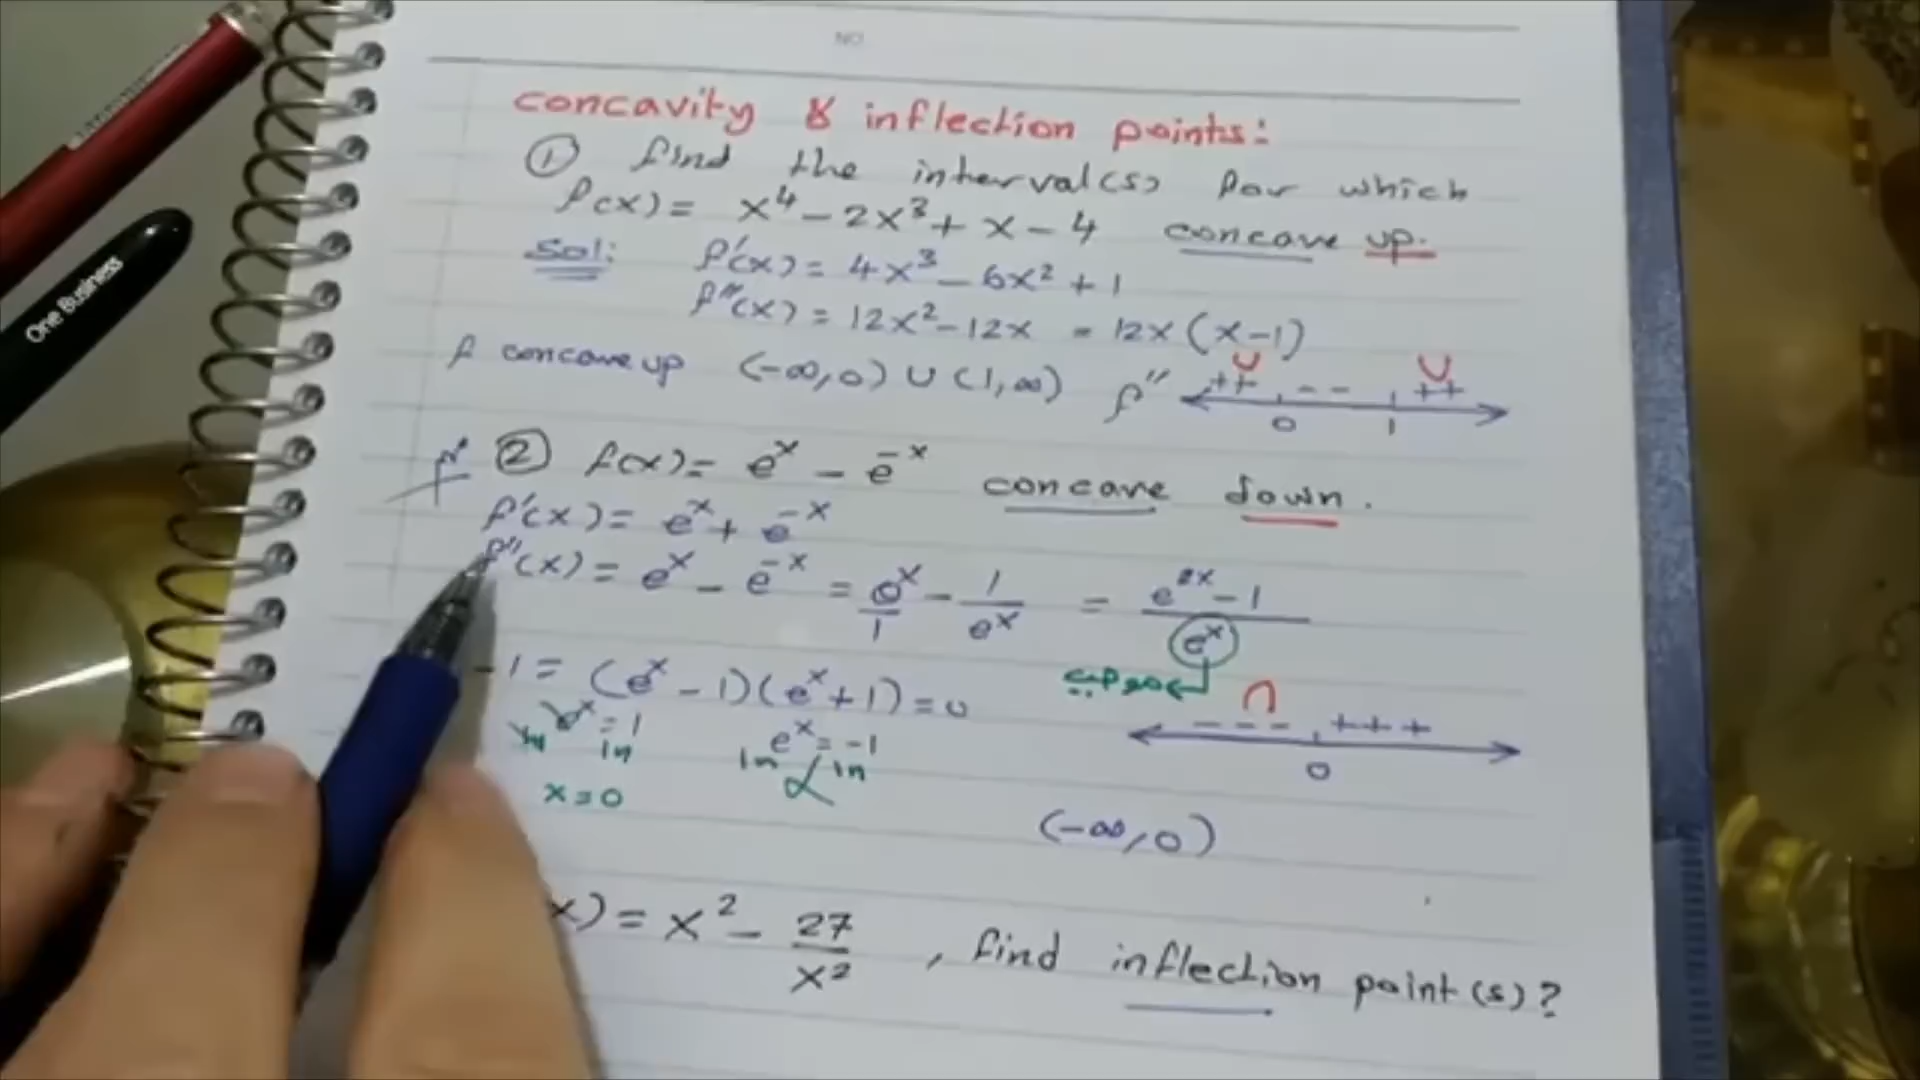 NO.
concavity & inflection points:
① find the interval(s) for which
f(x) = x⁴ - 2x³ + x - 4 concave up.
Sol: f'(x) = 4x³ - 6x² + 1
f''(x) = 12x² - 12x = 12x(x-1)
f concave up (-∞,0) ∪ (1,∞) f'' ++ ∪ - - ++ ∪
0 1
② f(x) = eˣ - e⁻ˣ concave down.
f'(x) = eˣ + e⁻ˣ
f''(x) = eˣ - e⁻ˣ = eˣ/1 - 1/eˣ = (e²ˣ - 1)/eˣ
موجب
-1 = (eˣ - 1)(eˣ + 1) = 0
eˣ = 1 eˣ = -1
ln ln ln ln
- - - ∩ +++
0
x = 0
(-∞,0)
x) = x² - 27/x² , find inflection point(s)?
One Business